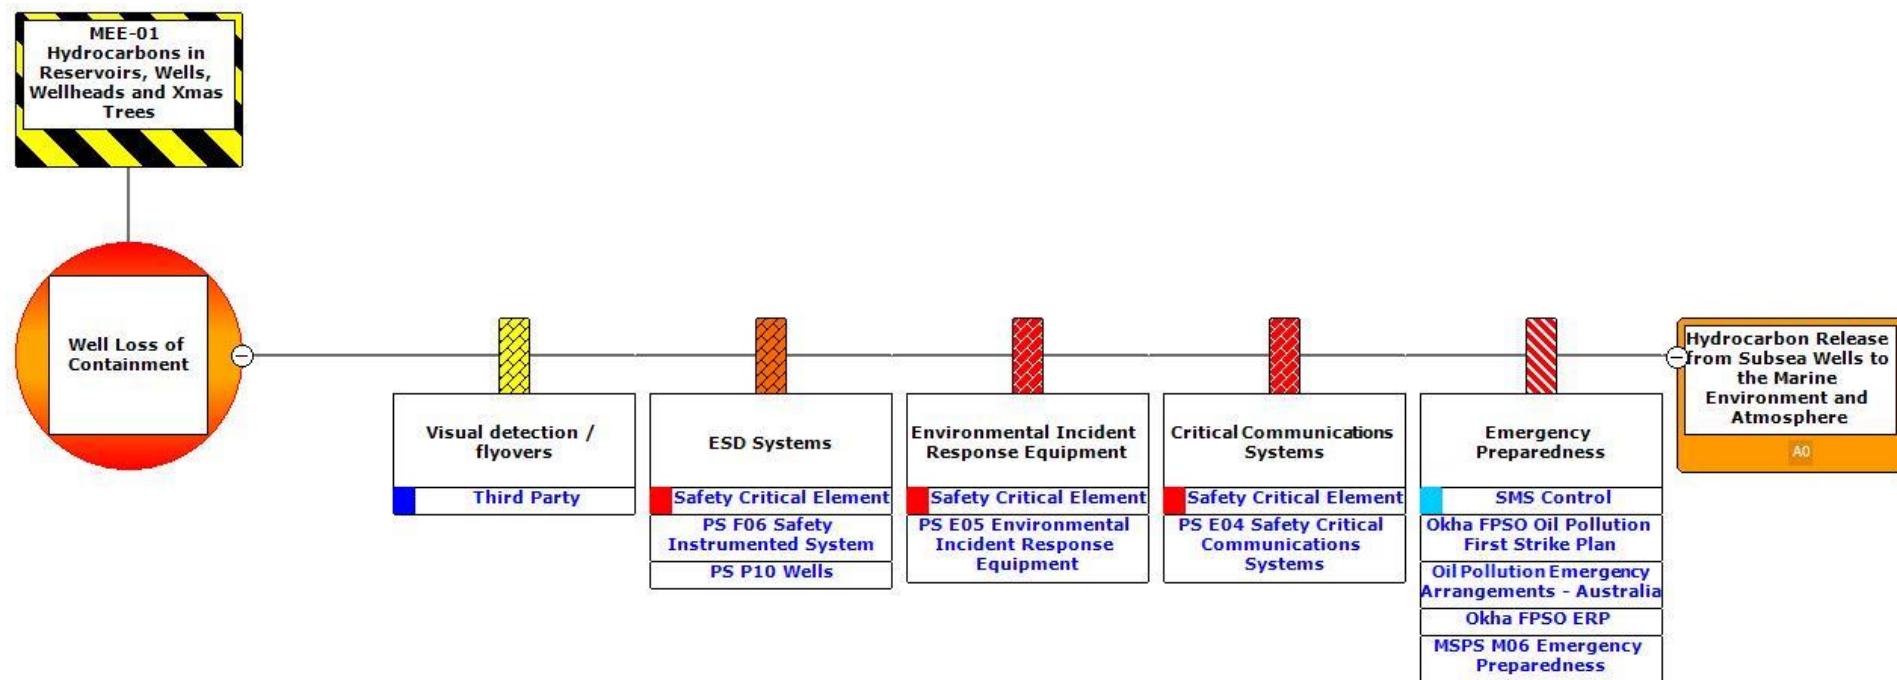 MEE-01
Hydrocarbons in
Reservoirs, Wells,
Wellheads and Xmas
Trees
Well Loss of
Containment
Visual detection /
flyovers
Third Party
ESD Systems
Safety Critical Element
PS F06 Safety
Instrumented System
PS P10 Wells
Environmental Incident
Response Equipment
Safety Critical Element
PS E05 Environmental
Incident Response
Equipment
Critical Communications
Systems
Safety Critical Element
PS E04 Safety Critical
Communications
Systems
Emergency
Preparedness
SMS Control
Okha FPSO Oil Pollution
First Strike Plan
Oil Pollution Emergency
Arrangements - Australia
Okha FPSO ERP
MSPS M06 Emergency
Preparedness
Hydrocarbon Release
from Subsea Wells to
the Marine
Environment and
Atmosphere
A0